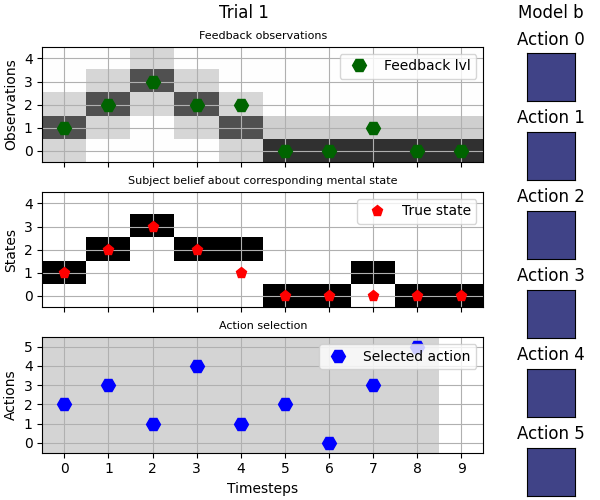 Trial 1
Feedback observations
Observations
4
3
2
1
0
Feedback lvl
Subject belief about corresponding mental state
States
4
3
2
1
0
True state
Action selection
Actions
5
4
3
2
1
0
Selected action
0 1 2 3 4 5 6 7 8 9
Timesteps
Model b
Action 0
Action 1
Action 2
Action 3
Action 4
Action 5